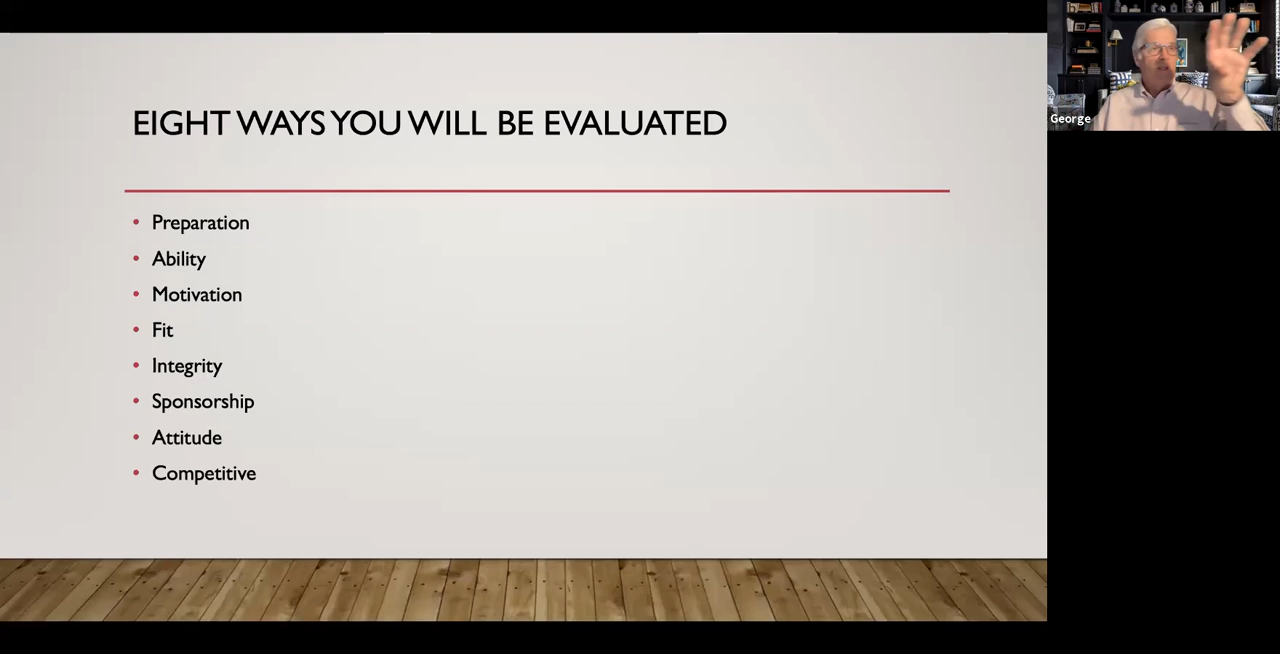 EIGHT WAYS YOU WILL BE EVALUATED
• Preparation
• Ability
• Motivation
• Fit
• Integrity
• Sponsorship
• Attitude
• Competitive
George